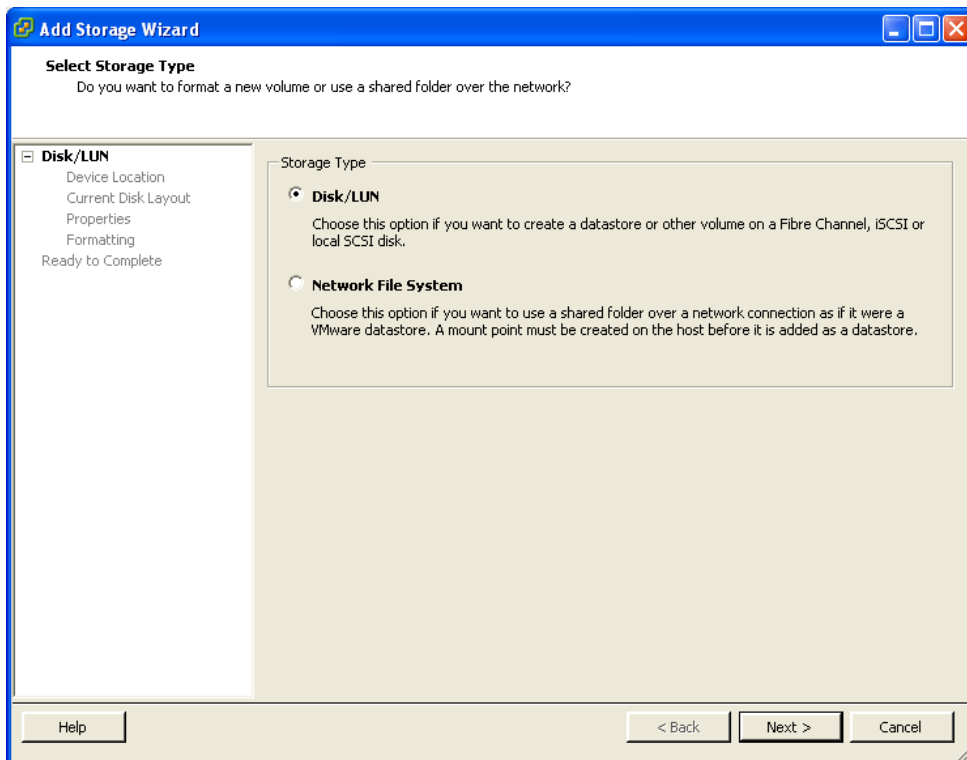 Add Storage Wizard
Select Storage Type
Do you want to format a new volume or use a shared folder over the network?
Disk/LUN
Device Location
Current Disk Layout
Properties
Formatting
Ready to Complete
Storage Type
Disk/LUN
Choose this option if you want to create a datastore or other volume on a Fibre Channel, iSCSI or
local SCSI disk.
Network File System
Choose this option if you want to use a shared folder over a network connection as if it were a
VMware datastore. A mount point must be created on the host before it is added as a datastore.
Help
< Back
Next >
Cancel